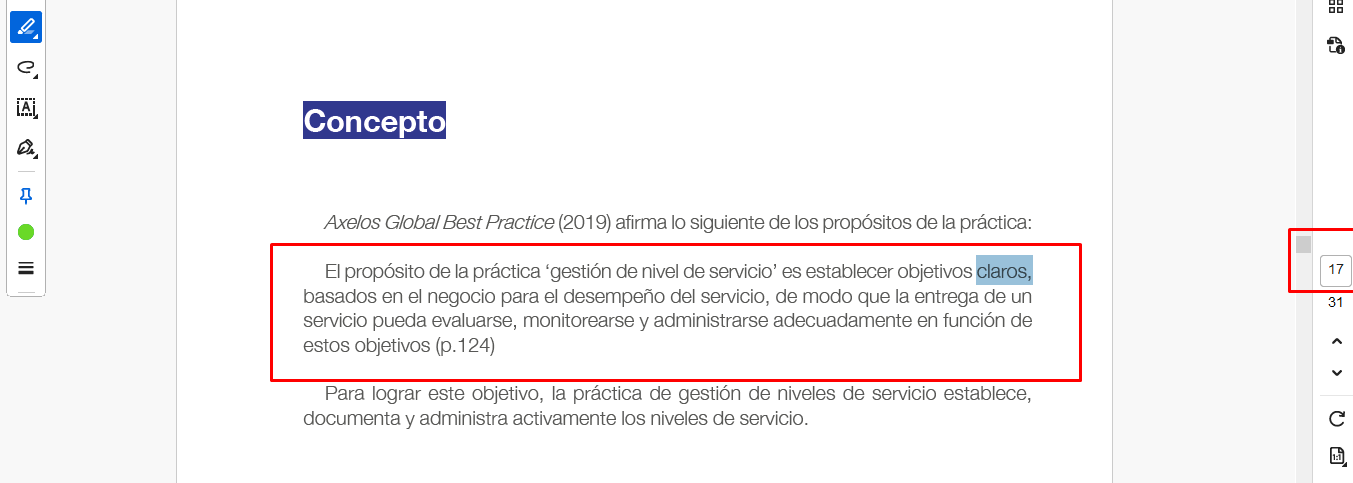 Concepto
Axelos Global Best Practice (2019) afirma lo siguiente de los propósitos de la práctica:
El propósito de la práctica ‘gestión de nivel de servicio’ es establecer objetivos claros,
basados en el negocio para el desempeño del servicio, de modo que la entrega de un
servicio pueda evaluarse, monitorearse y administrarse adecuadamente en función de
estos objetivos (p.124)
Para lograr este objetivo, la práctica de gestión de niveles de servicio establece,
documenta y administra activamente los niveles de servicio.
17
31